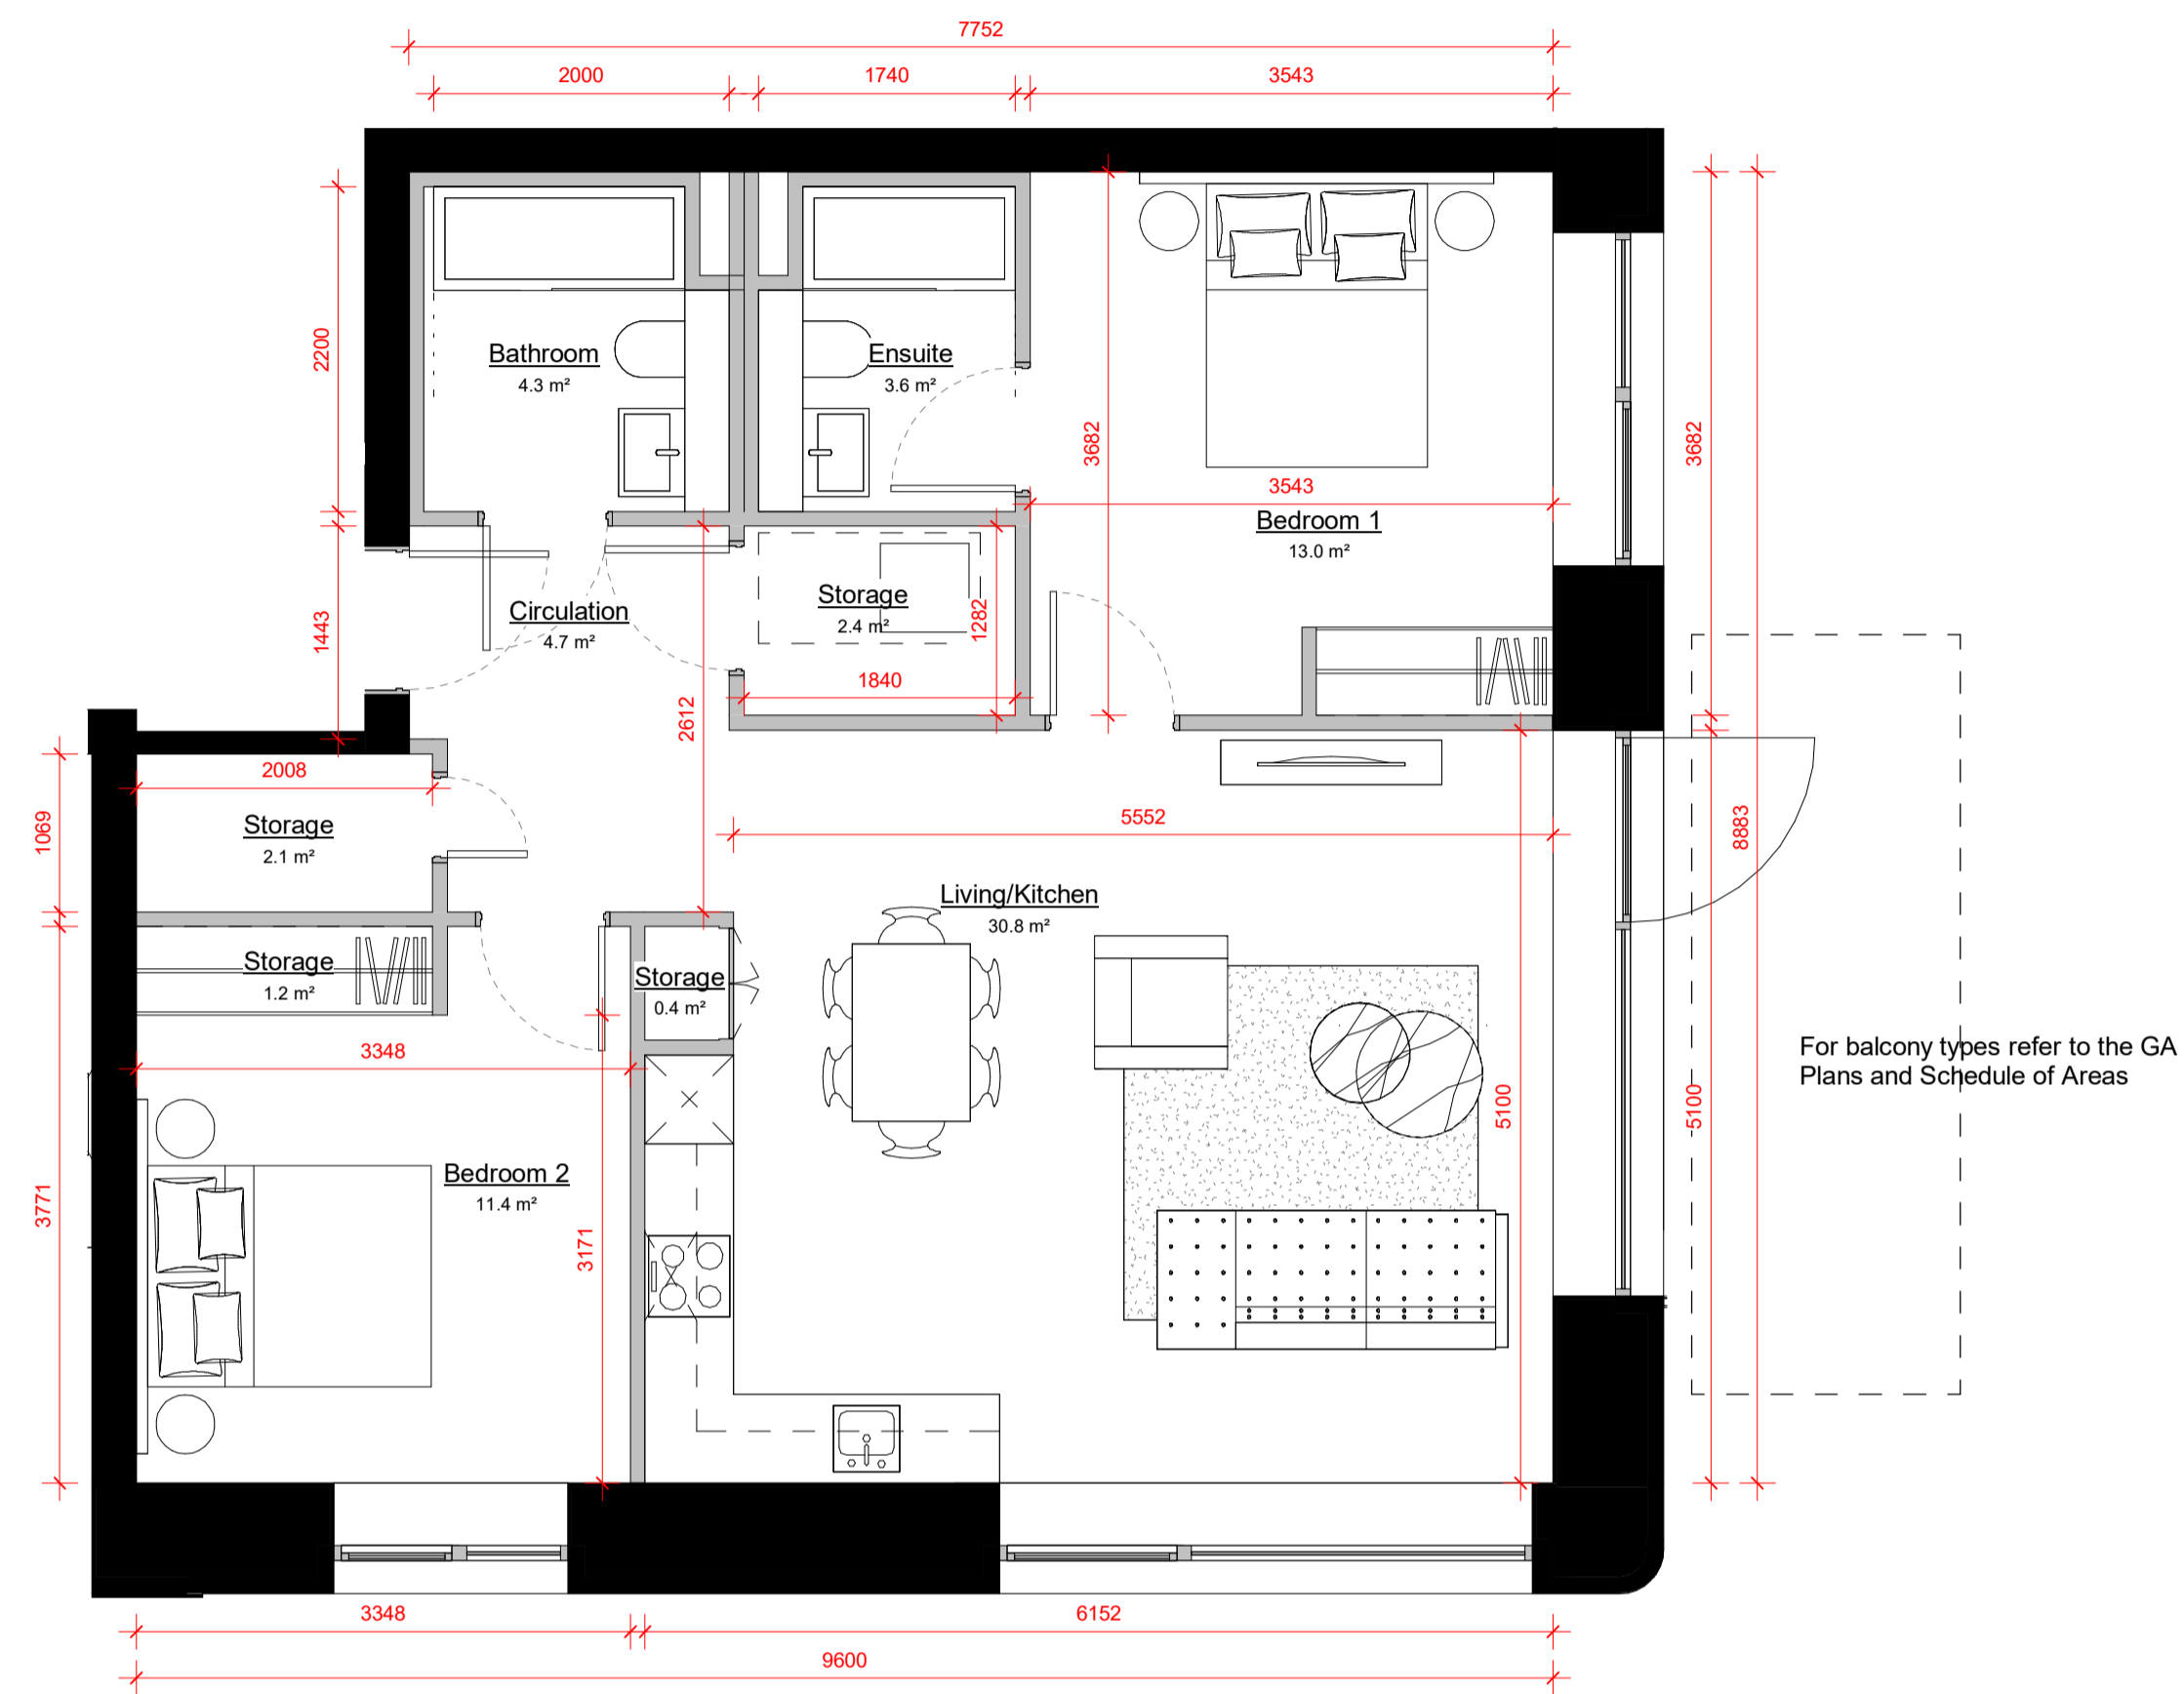 7752
2000 1740 3543
Bathroom
4.3 m²
Ensuite
3.6 m²
2200
3682
3682
3543
Bedroom 1
13.0 m²
Storage
2.4 m²
Circulation
4.7 m²
1443
1282
1840
2612
2008
1069
Storage
2.1 m²
5552
8883
Living/Kitchen
30.8 m²
Storage
1.2 m²
Storage
0.4 m²
3348
For balcony types refer to the GA
Plans and Schedule of Areas
5100
5100
Bedroom 2
11.4 m²
3771
3171
3348 6152
9600